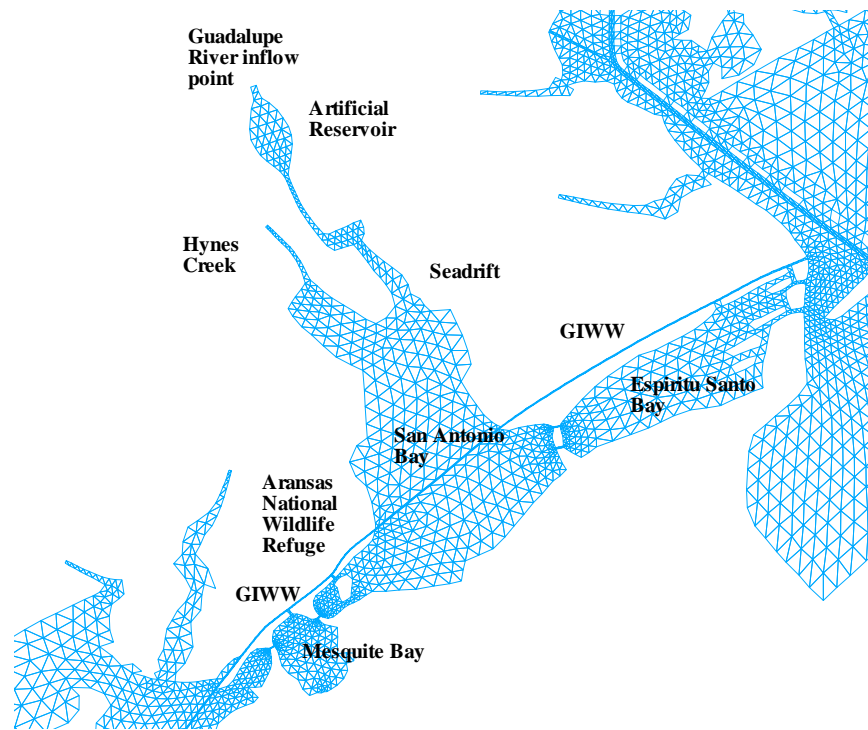 Guadalupe
River inflow
point
Artificial
Reservoir
Hynes
Creek
Seadrift
GIWW
Espiritu Santo
Bay
San Antonio
Bay
Aransas
National
Wildlife
Refuge
GIWW
Mesquite Bay